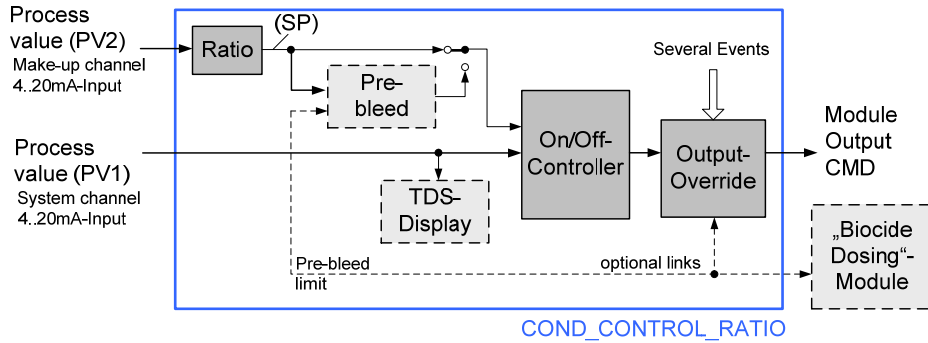 Process
value (PV2)
Make-up channel
4..20mA-Input
Ratio
(SP)
Pre-
bleed
Several Events
On/Off-
Controller
Output-
Override
Module
Output
CMD
Process
value (PV1)
System channel
4..20mA-Input
TDS-
Display
Pre-bleed
limit
optional links
„Biocide
Dosing“-
Module
COND_CONTROL_RATIO